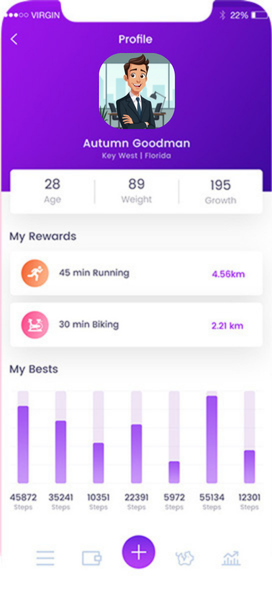 VIRGIN 22%
Profile
Autumn Goodman
Key West | Florida
28 89 195
Age Weight Growth
My Rewards
45 min Running 4.56km
30 min Biking 2.21 km
My Bests
45872 35241 10351 22391 5972 55134 12301
Steps Steps Steps Steps Steps Steps Steps